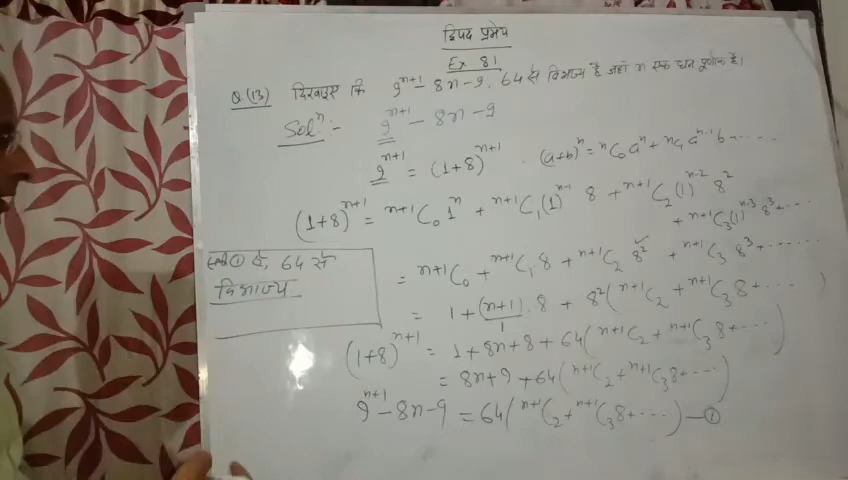 द्विपद प्रमेय
Ex 8.1
Q.(13) दिखाइए कि 9^{n+1} - 8n - 9, 64 से विभाज्य है जहाँ n एक धन पूर्णांक है।
Solⁿ:- 9^{n+1} - 8n - 9
9^{n+1} = (1+8)^{n+1} . (a+b)^n = ^nC_0 a^n + ^nC_1 a^{n-1} b + .....
(1+8)^{n+1} = ^{n+1}C_0 1^n + ^{n+1}C_1 (1)^{n-1} 8 + ^{n+1}C_2 (1)^{n-2} 8^2
+ ^{n+1}C_3 (1)^{n-3} 8^3 + ...
= ^{n+1}C_0 + ^{n+1}C_1 8 + ^{n+1}C_2 8^2 + ^{n+1}C_3 8^3 + ......
= 1 + \frac{(n+1)}{1} . 8 + 8^2 ( ^{n+1}C_2 + ^{n+1}C_3 8 + ... )
(1+8)^{n+1} = 1 + 8n + 8 + 64 ( ^{n+1}C_2 + ^{n+1}C_3 8 + ... )
= 8n + 9 + 64 ( ^{n+1}C_2 + ^{n+1}C_3 8 + ... )
9^{n+1} - 8n - 9 = 64 ( ^{n+1}C_2 + ^{n+1}C_3 8 + ... ) — ①
① से, 64 से
विभाज्य